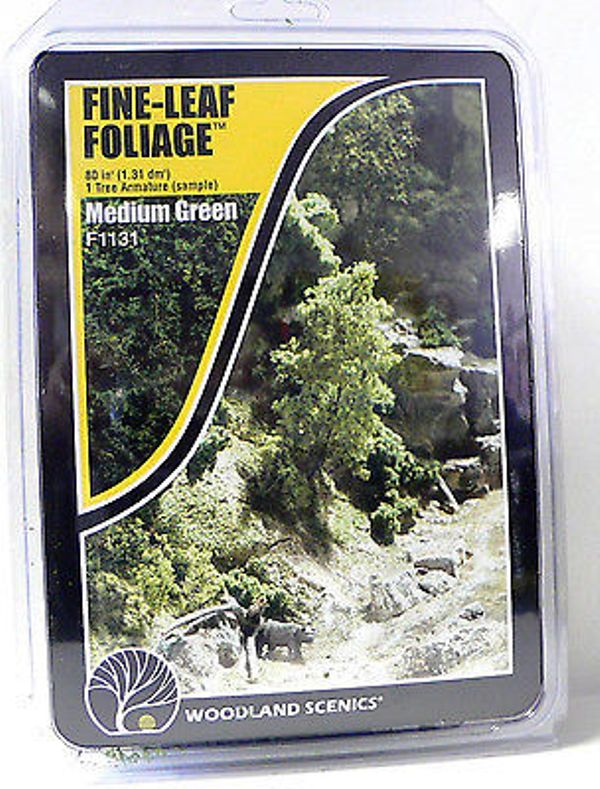 FINE-LEAF
FOLIAGE™
80 in³ (1.31 dm³)
1 Tree Armature (sample)
Medium Green
F1131
WOODLAND SCENICS®